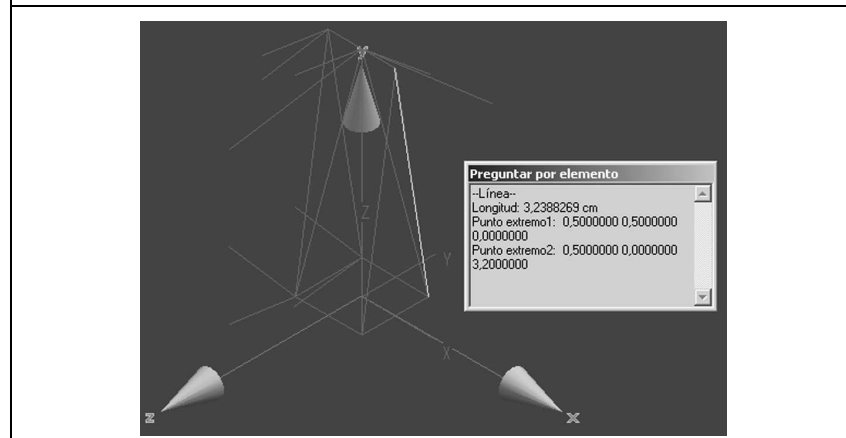 Y
Z
Y
X
Preguntar por elemento
--Línea--
Longitud: 3,2388269 cm
Punto extremo1: 0,5000000 0,5000000
0,0000000
Punto extremo2: 0,5000000 0,0000000
3,2000000
Z
X